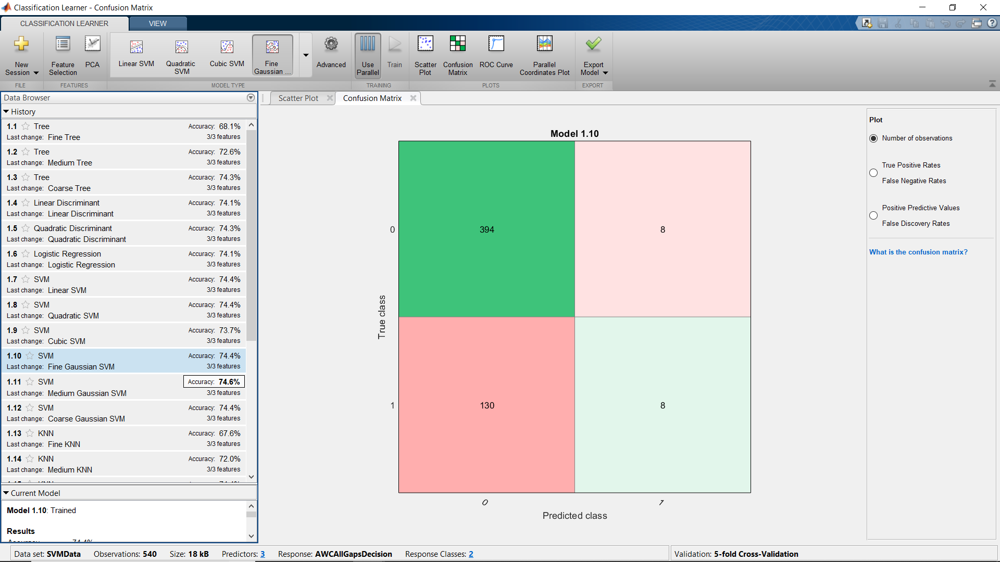 Classification Learner - Confusion Matrix
CLASSIFICATION LEARNER
VIEW
New Session
Feature Selection
PCA
Linear SVM
Quadratic SVM
Cubic SVM
Fine Gaussian ...
Advanced
Use Parallel
Train
Scatter Plot
Confusion Matrix
ROC Curve
Parallel Coordinates Plot
Export Model
FILE
FEATURES
MODEL TYPE
TRAINING
PLOTS
EXPORT
Data Browser
History
1.1 Tree Accuracy: 68.1%
Last change: Fine Tree 3/3 features
1.2 Tree Accuracy: 72.6%
Last change: Medium Tree 3/3 features
1.3 Tree Accuracy: 74.3%
Last change: Coarse Tree 3/3 features
1.4 Linear Discriminant Accuracy: 74.1%
Last change: Linear Discriminant 3/3 features
1.5 Quadratic Discriminant Accuracy: 74.3%
Last change: Quadratic Discriminant 3/3 features
1.6 Logistic Regression Accuracy: 74.1%
Last change: Logistic Regression 3/3 features
1.7 SVM Accuracy: 74.4%
Last change: Linear SVM 3/3 features
1.8 SVM Accuracy: 74.4%
Last change: Quadratic SVM 3/3 features
1.9 SVM Accuracy: 73.7%
Last change: Cubic SVM 3/3 features
1.10 SVM Accuracy: 74.4%
Last change: Fine Gaussian SVM 3/3 features
1.11 SVM Accuracy: 74.6%
Last change: Medium Gaussian SVM 3/3 features
1.12 SVM Accuracy: 74.4%
Last change: Coarse Gaussian SVM 3/3 features
1.13 KNN Accuracy: 67.6%
Last change: Fine KNN 3/3 features
1.14 KNN Accuracy: 72.0%
Last change: Medium KNN 3/3 features
Current Model
Model 1.10: Trained
Results
Scatter Plot
Confusion Matrix
Model 1.10
0
394
8
True class
1
130
8
0
1
Predicted class
Plot
Number of observations
True Positive Rates
False Negative Rates
Positive Predictive Values
False Discovery Rates
What is the confusion matrix?
Data set: SVMData Observations: 540 Size: 18 kB Predictors: 3 Response: AWCAllGapsDecision Response Classes: 2
Validation: 5-fold Cross-Validation